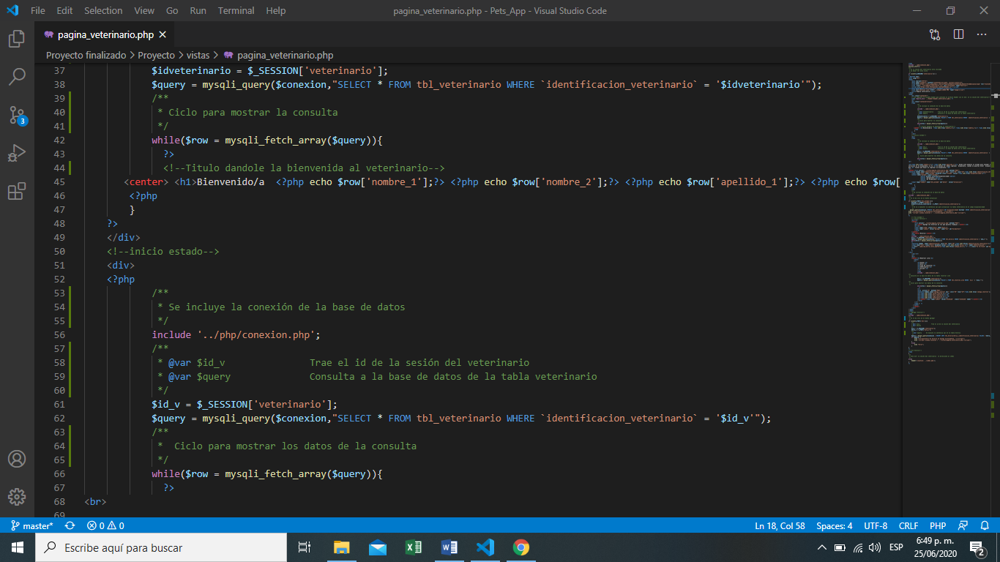 File Edit Selection View Go Run Terminal Help pagina_veterinario.php - Pets_App - Visual Studio Code
pagina_veterinario.php
Proyecto finalizado > Proyecto > vistas > pagina_veterinario.php
37 $idveterinario = $_SESSION['veterinario'];
38 $query = mysqli_query($conexion,"SELECT * FROM tbl_veterinario WHERE `identificacion_veterinario` = '$idveterinario'");
39 /**
40 * Ciclo para mostrar la consulta
41 */
42 while($row = mysqli_fetch_array($query)){
43 ?>
44 <!--Titulo dandole la bienvenida al veterinario-->
45 <center> <h1>Bienvenido/a  <?php echo $row['nombre_1'];?> <?php echo $row['nombre_2'];?> <?php echo $row['apellido_1'];?> <?php echo $row[
46 <?php
47 }
48 ?>
49 </div>
50 <!--inicio estado-->
51 <div>
52 <?php
53 /**
54 * Se incluye la conexión de la base de datos
55 */
56 include '../php/conexion.php';
57 /**
58 * @var $id_v Trae el id de la sesión del veterinario
59 * @var $query Consulta a la base de datos de la tabla veterinario
60 */
61 $id_v = $_SESSION['veterinario'];
62 $query = mysqli_query($conexion,"SELECT * FROM tbl_veterinario WHERE `identificacion_veterinario` = '$id_v'");
63 /**
64 *  Ciclo para mostrar los datos de la consulta
65 */
66 while($row = mysqli_fetch_array($query)){
67 ?>
68 <br>
69
3
master* 0 0 Ln 18, Col 58 Spaces: 4 UTF-8 CRLF PHP
Escribe aquí para buscar
ESP
6:49 p. m.
25/06/2020
2